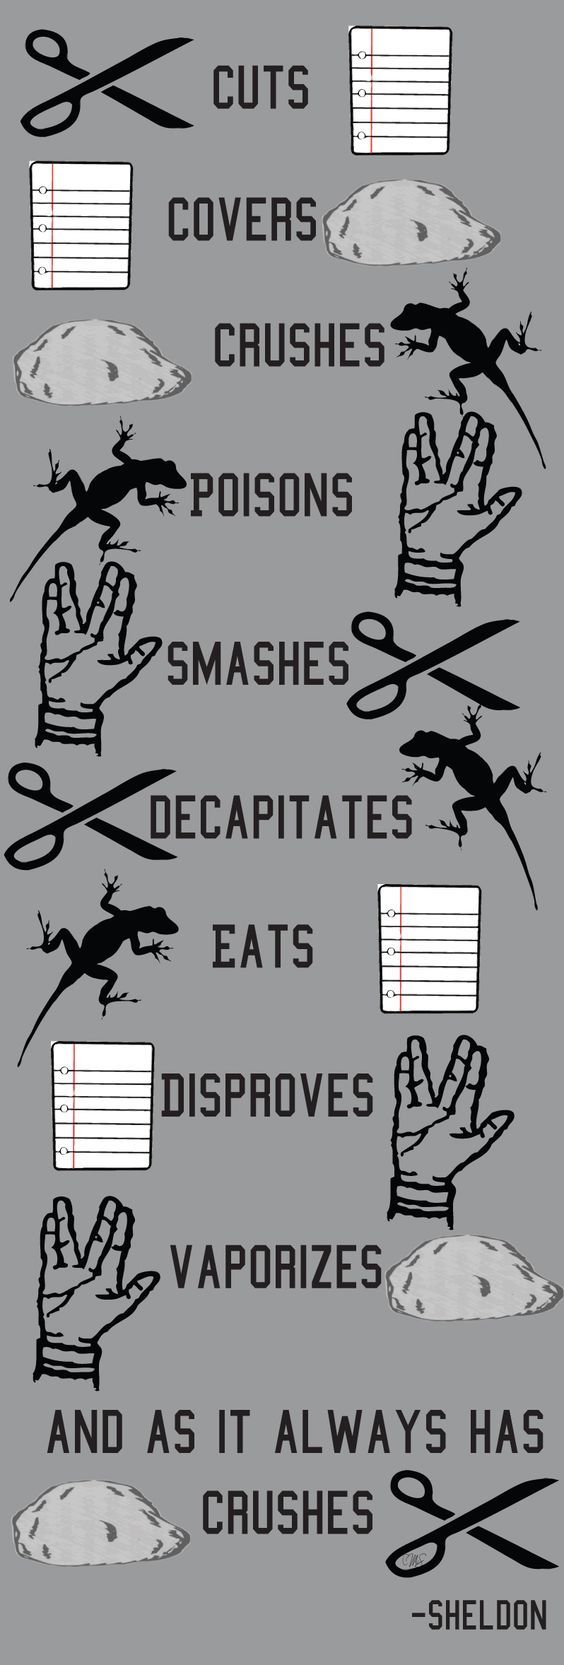 CUTS
COVERS
CRUSHES
POISONS
SMASHES
DECAPITATES
EATS
DISPROVES
VAPORIZES
AND AS IT ALWAYS HAS
CRUSHES
-SHELDON